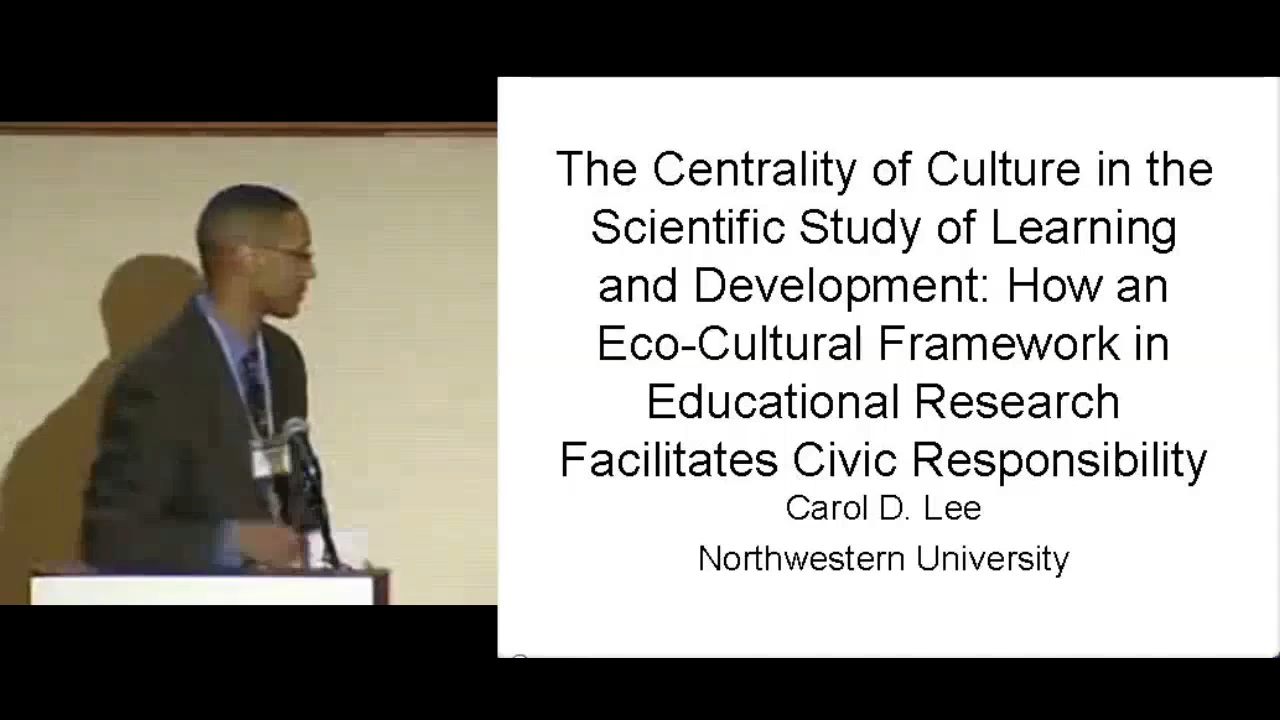 The Centrality of Culture in the
Scientific Study of Learning
and Development: How an
Eco-Cultural Framework in
Educational Research
Facilitates Civic Responsibility
Carol D. Lee
Northwestern University